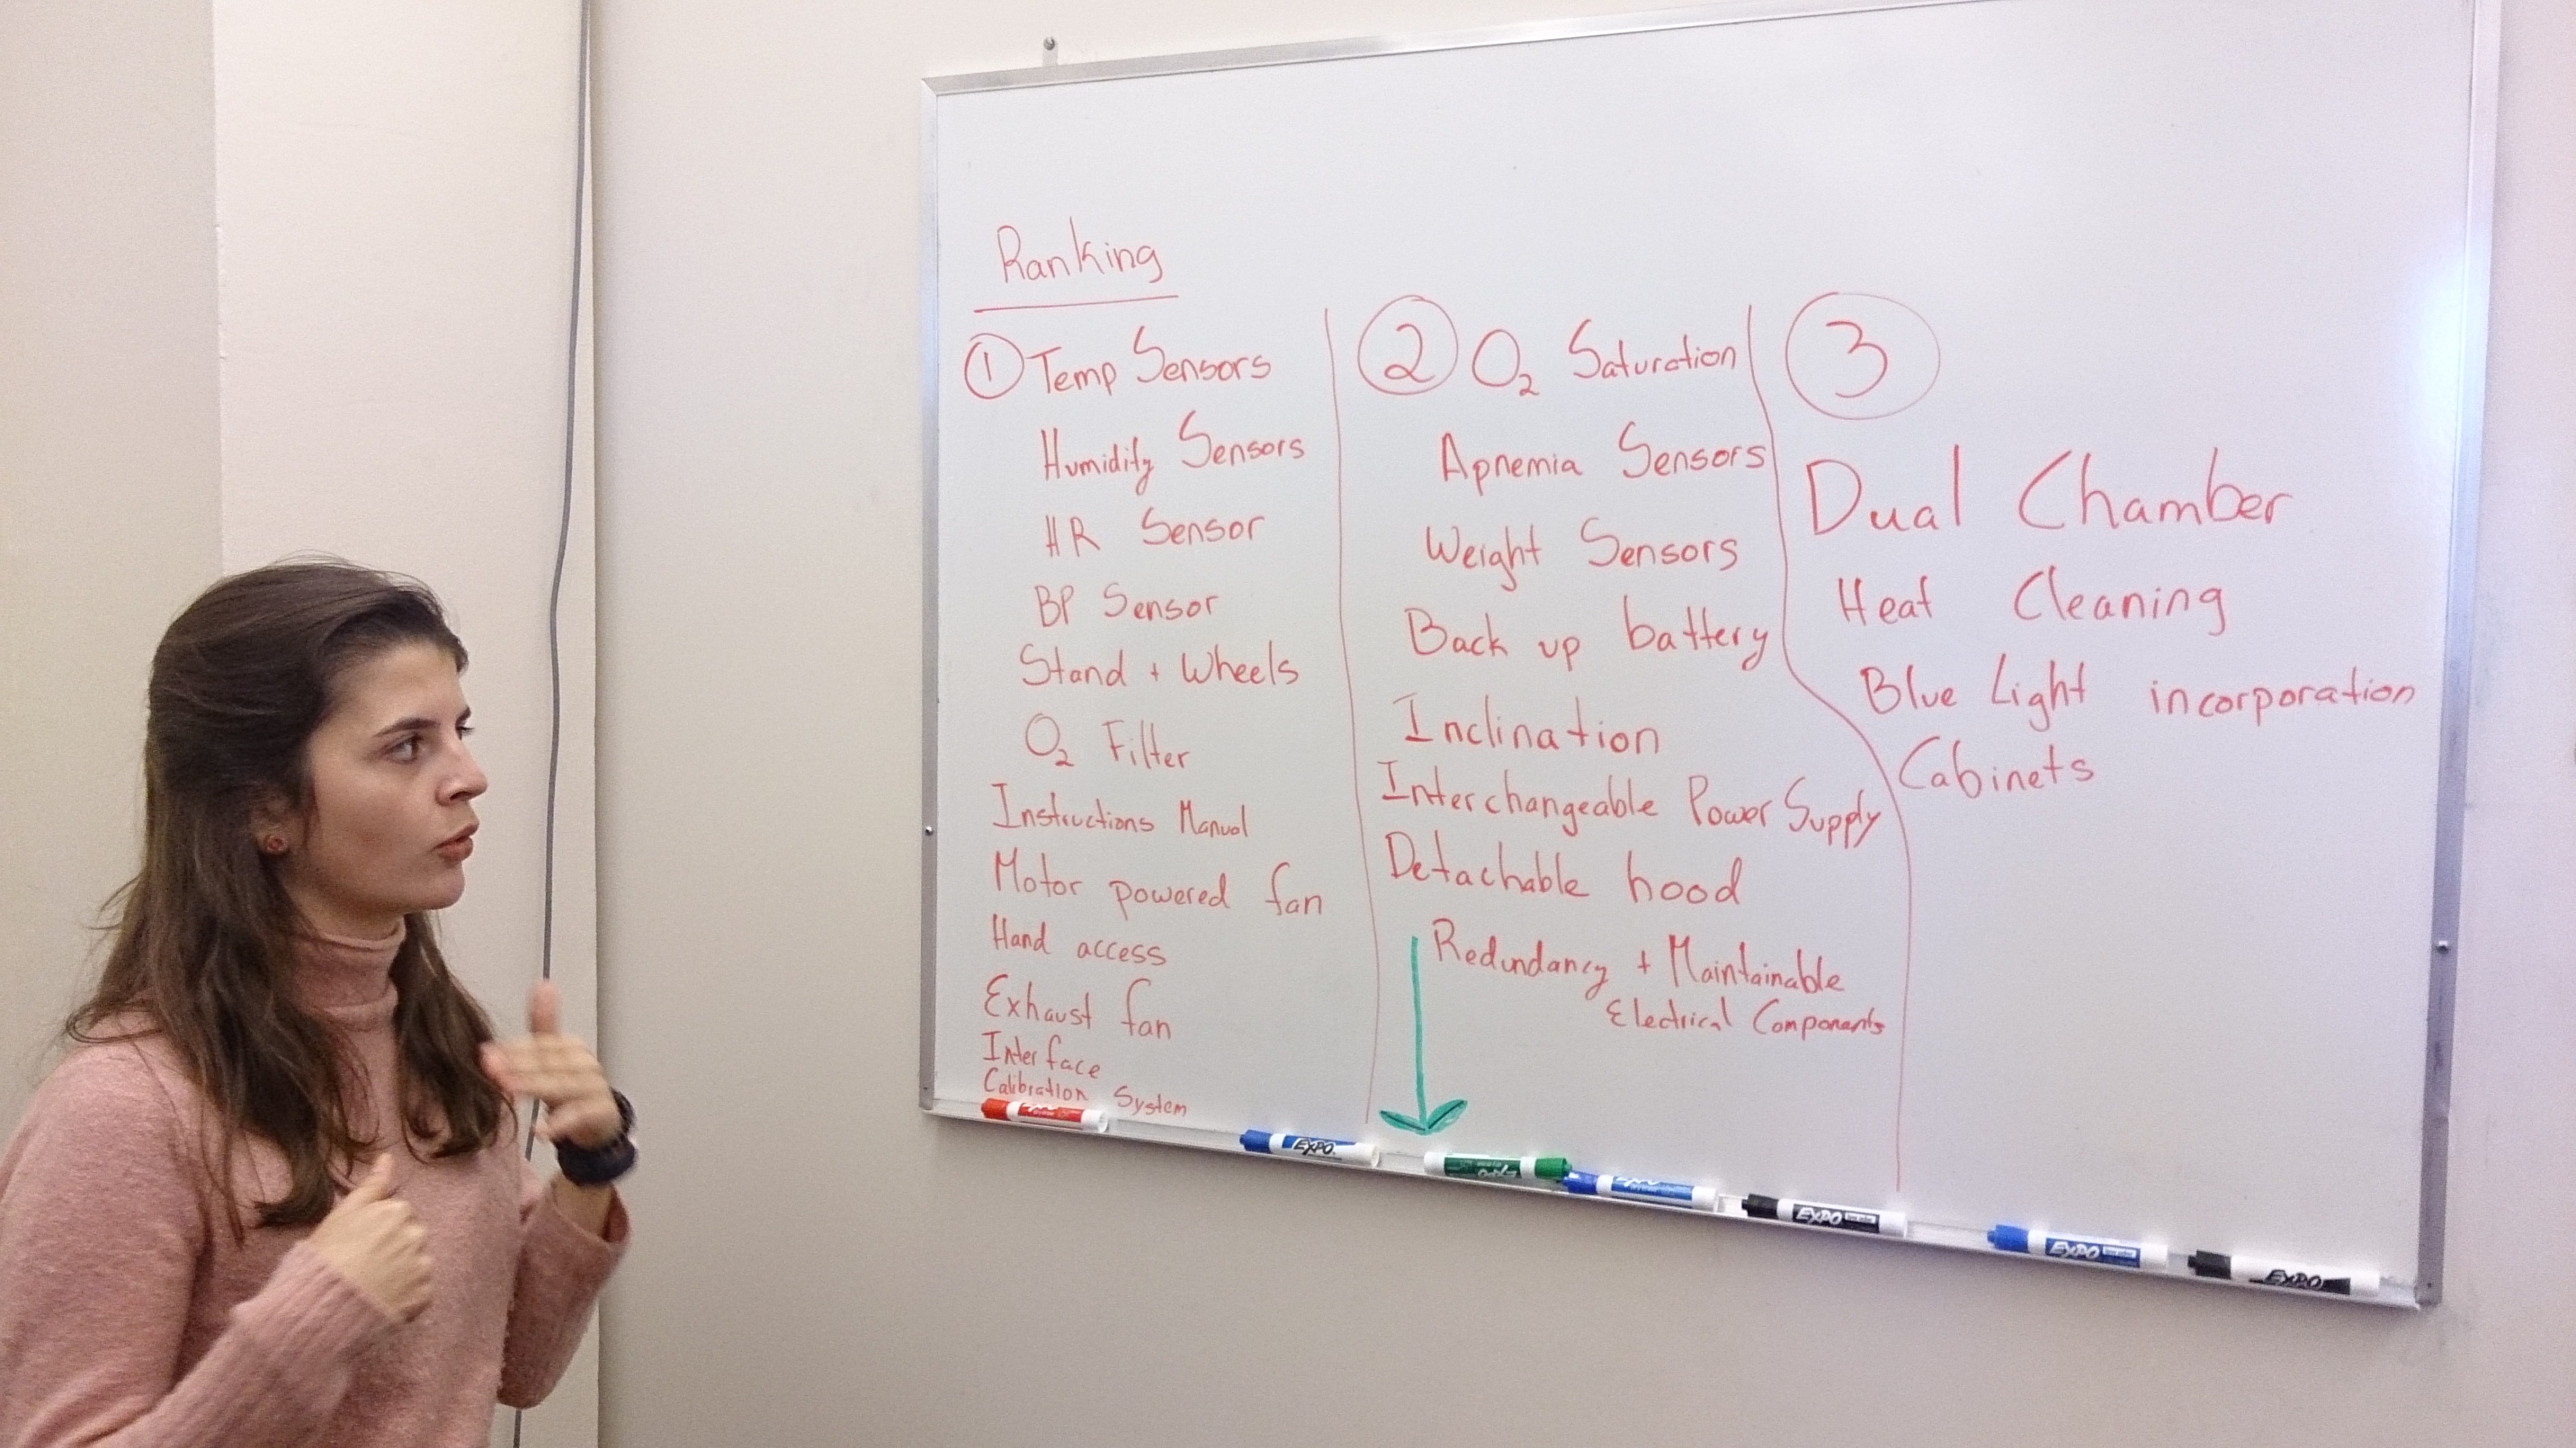 Ranking
① Temp Sensors
Humidity Sensors
HR Sensor
BP Sensor
Stand + Wheels
O₂ Filter
Instructions Manual
Motor powered fan
Hand access
Exhaust fan
Interface
Calibration System
② O₂ Saturation
Apnemia Sensors
Weight Sensors
Back up battery
Inclination
Interchangeable Power Supply
Detachable hood
Redundancy + Maintainable
Electrical Components
③
Dual Chamber
Heat Cleaning
Blue Light incorporation
Cabinets
EXPO
EXPO
EXPO
EXPO